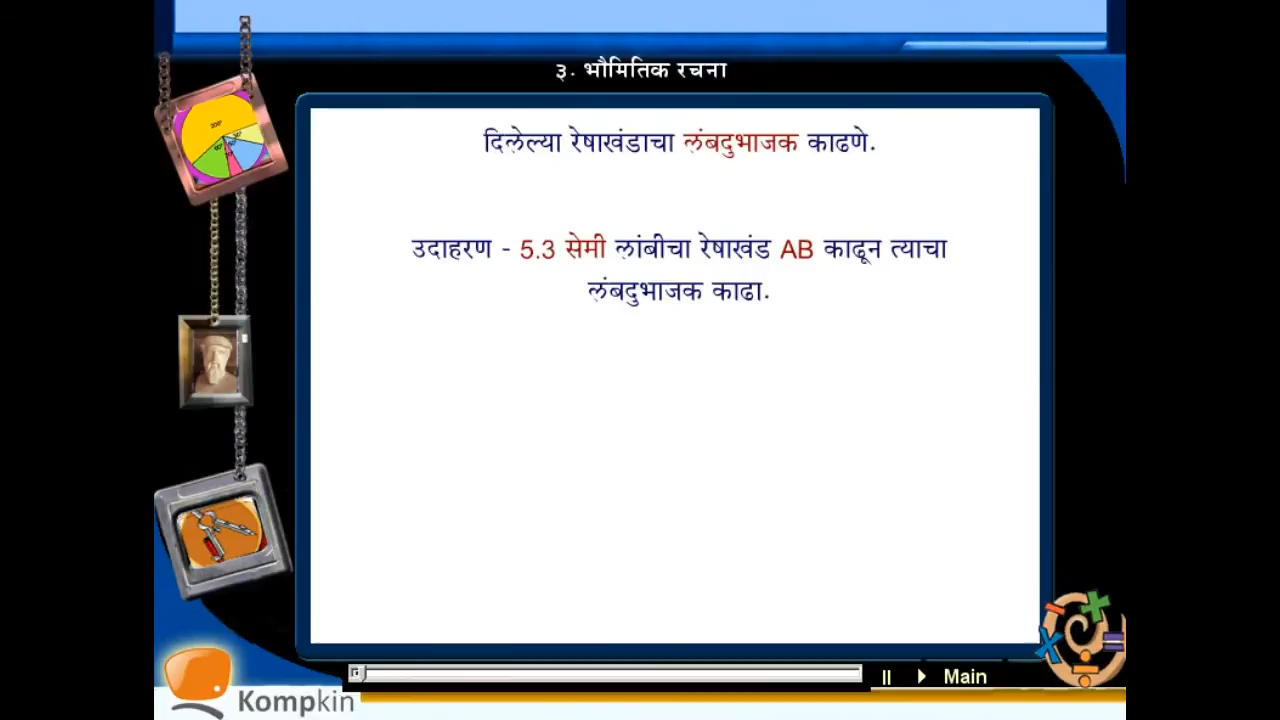 ३. भौमितिक रचना
दिलेल्या रेषाखंडाचा लंबदुभाजक काढणे.
उदाहरण - 5.3 सेमी लांबीचा रेषाखंड AB काढून त्याचा
लंबदुभाजक काढा.
Main
Kompkin